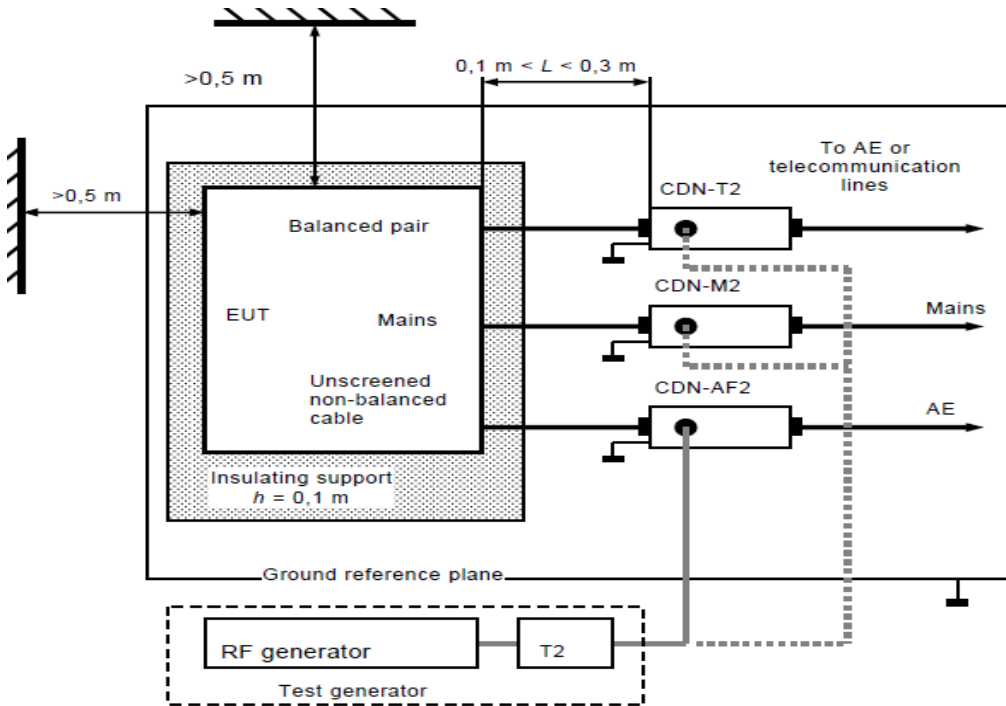 >0,5 m
0,1 m < L < 0,3 m
To AE or
telecommunication
lines
>0,5 m
CDN-T2
Balanced pair
CDN-M2
EUT
Mains
Mains
Unscreened
non-balanced
cable
CDN-AF2
AE
Insulating support
h = 0,1 m
Ground reference plane
RF generator
T2
Test generator